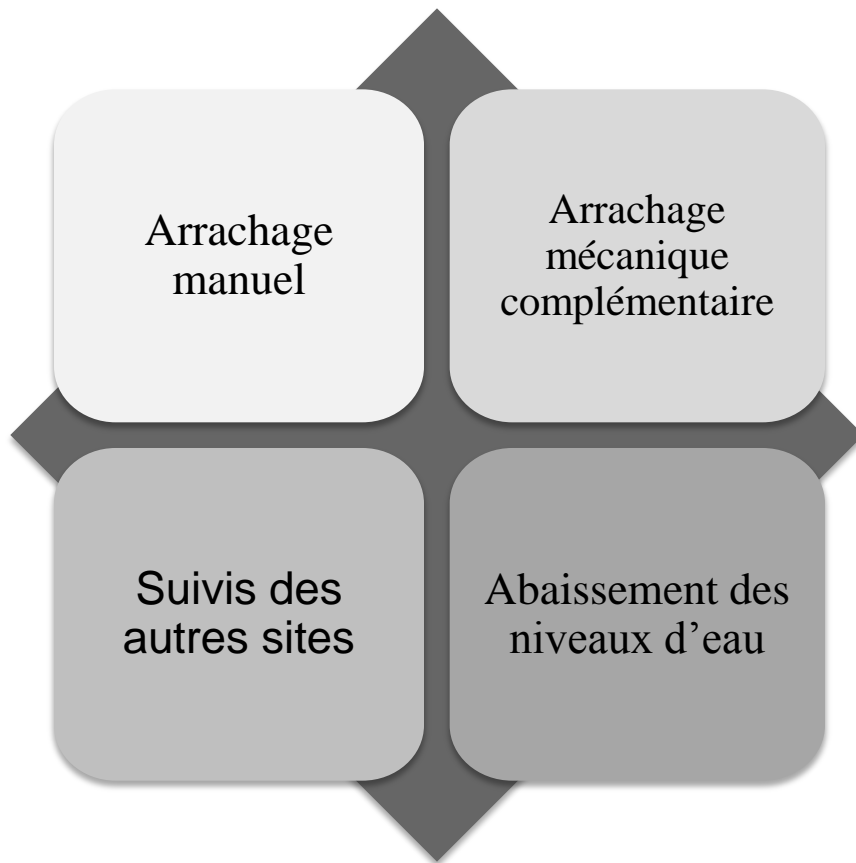 Arrachage
manuel
Arrachage
mécanique
complémentaire
Suivis des
autres sites
Abaissement des
niveaux d’eau